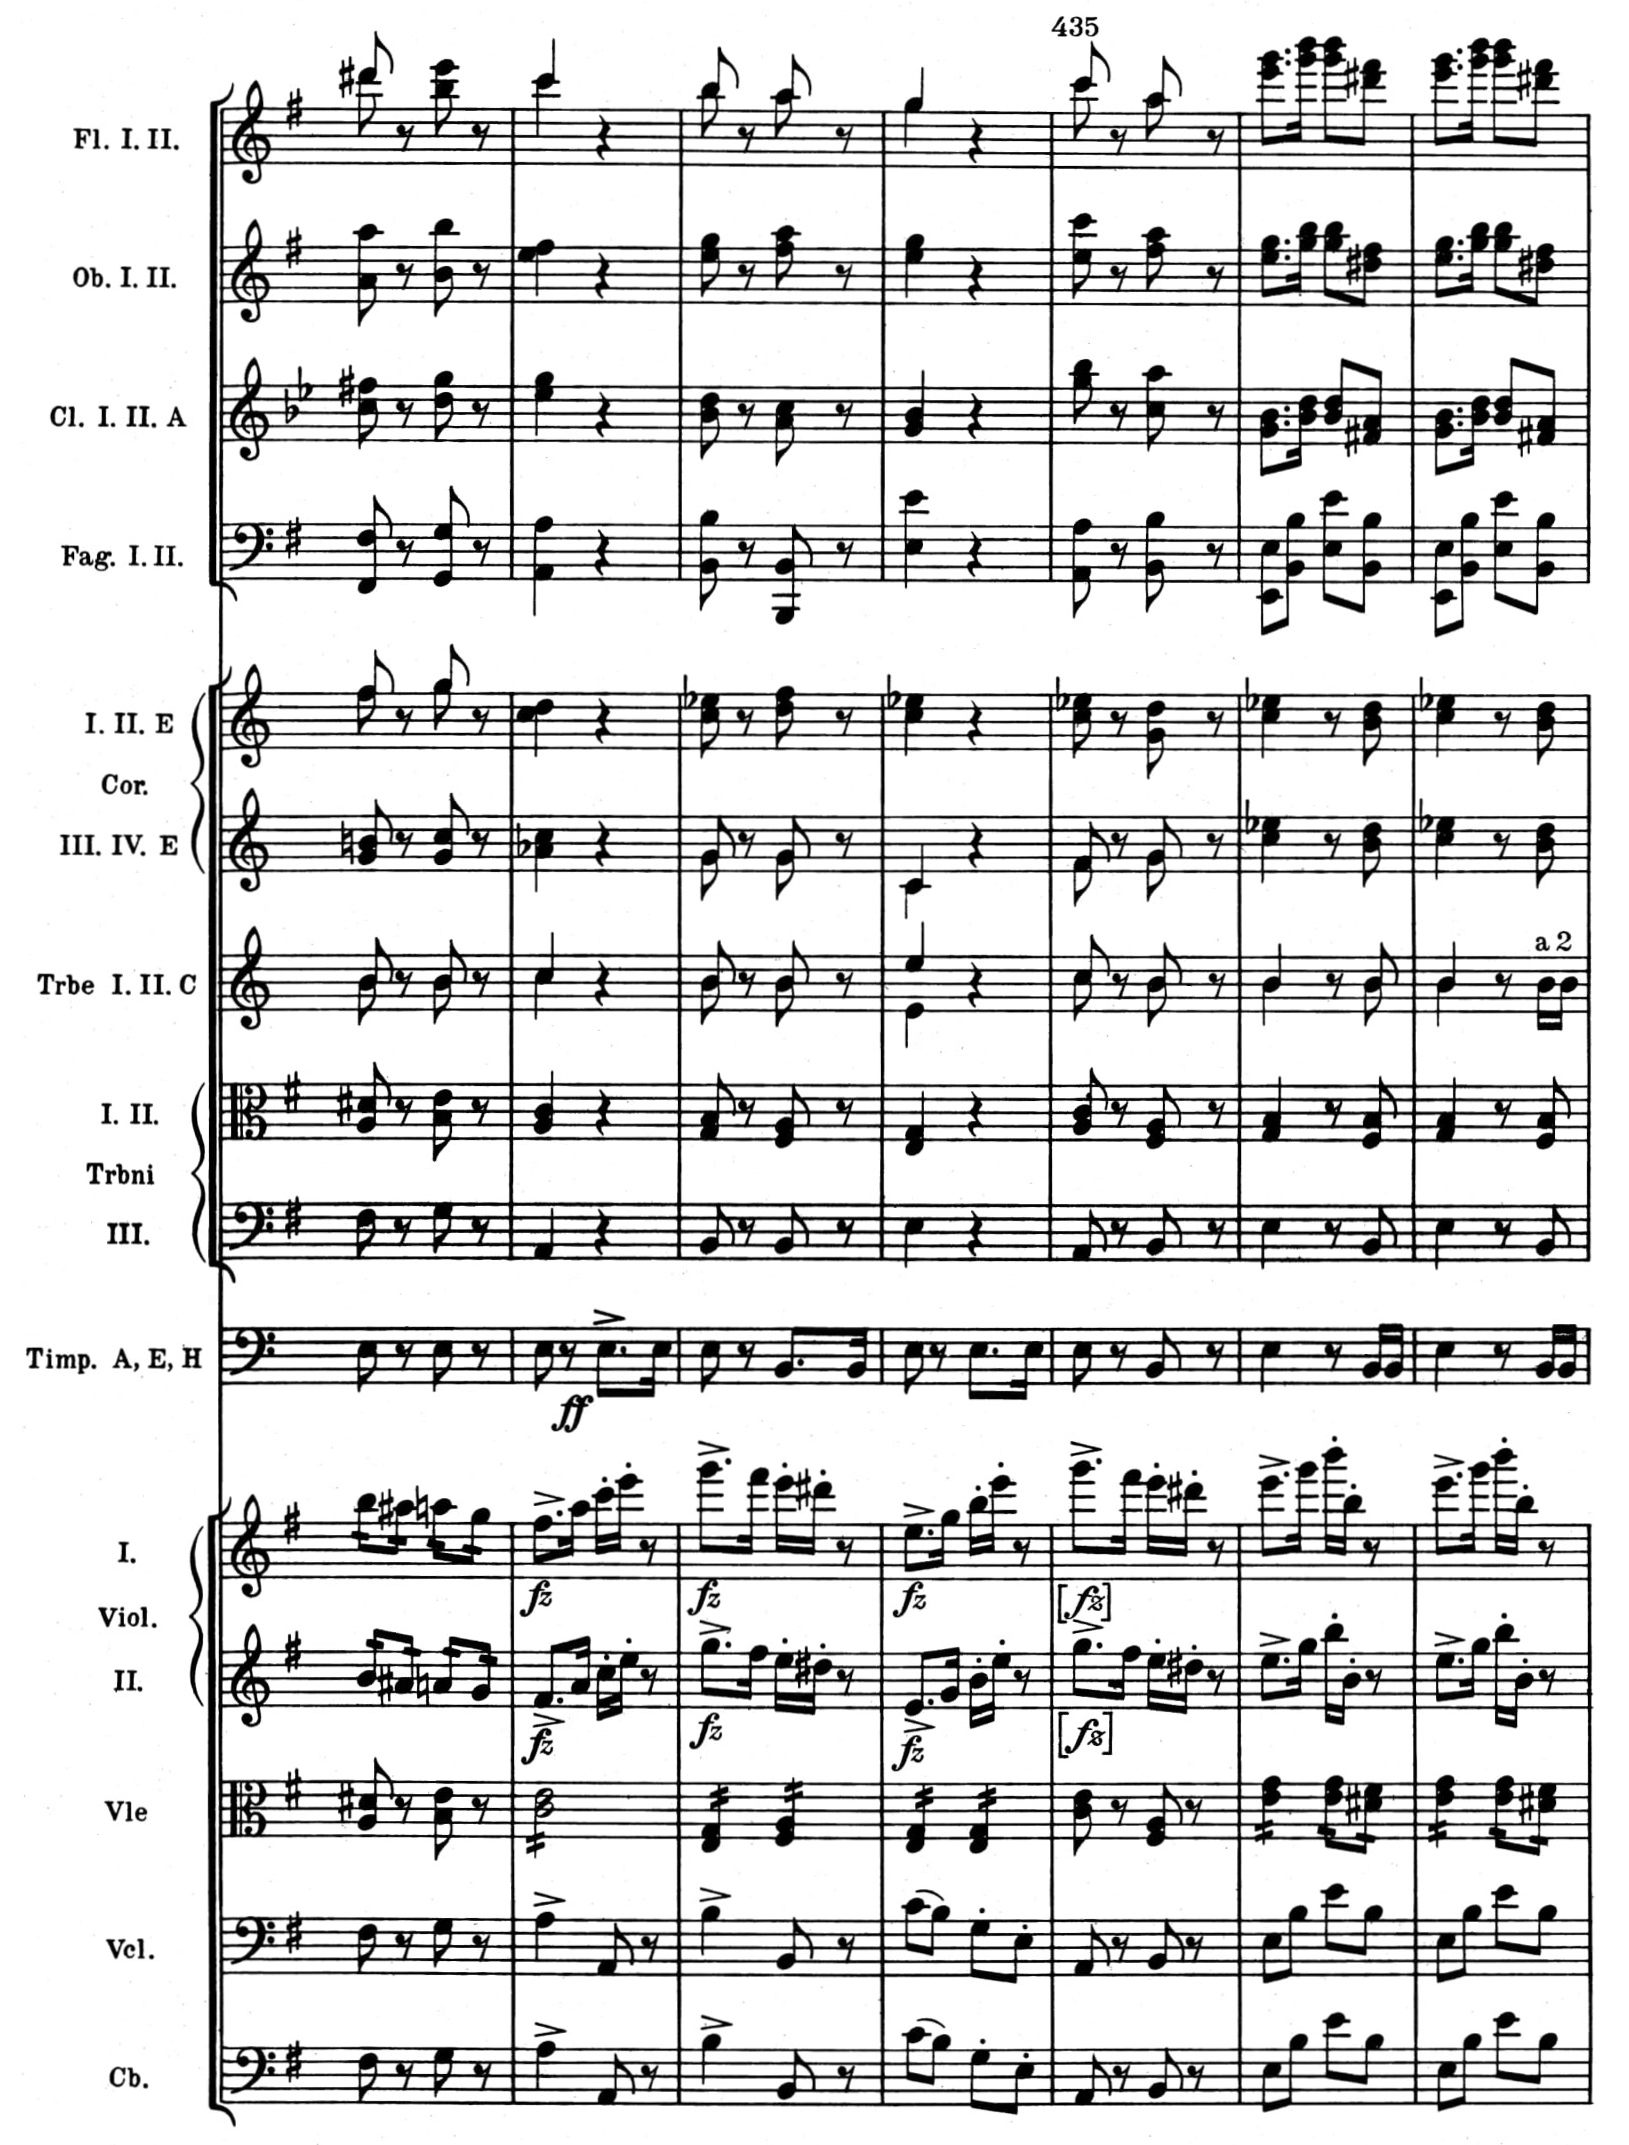 435
Fl. I. II.
Ob. I. II.
Cl. I. II. A
Fag. I. II.
I. II. E
Cor.
III. IV. E
a 2
Trbe I. II. C
I. II.
Trbni
III.
Timp. A, E, H
ff
I.
fz fz fz [fz]
Viol.
II.
fz fz fz [fz]
Vle
Vcl.
Cb.